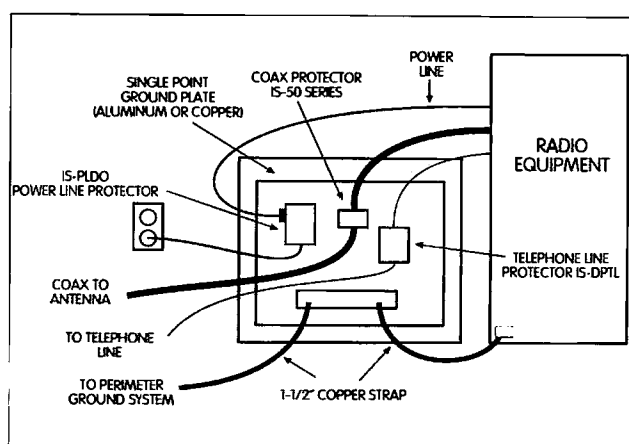 POWER
LINE
COAX PROTECTOR
IS-50 SERIES
SINGLE POINT
GROUND PLATE
(ALUMINUM OR COPPER)
RADIO
EQUIPMENT
IS-PLDO
POWER LINE PROTECTOR
TELEPHONE LINE
PROTECTOR IS-DPTL
COAX TO
ANTENNA
TO TELEPHONE
LINE
TO PERIMETER
GROUND SYSTEM
1-1/2" COPPER STRAP